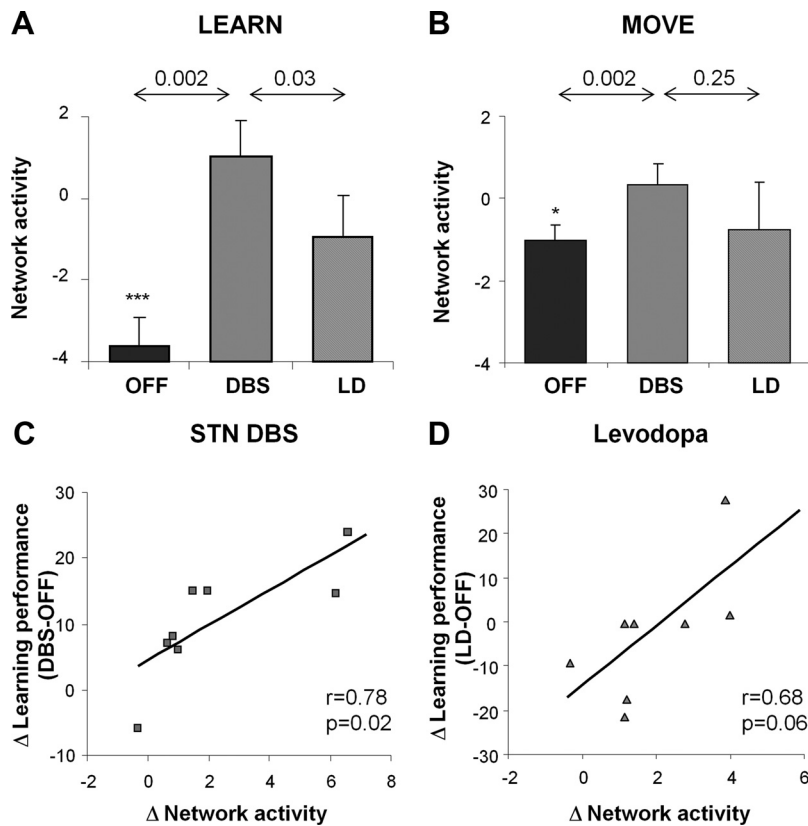 A LEARN
0.002 0.03
Network activity
2
0
-2
-4
***
OFF DBS LD
B MOVE
0.002 0.25
Network activity
2
0
-2
-4
*
OFF DBS LD
C STN DBS
Δ Learning performance
(DBS-OFF)
30
20
10
0
-10
r=0.78
p=0.02
-2 0 2 4 6 8
Δ Network activity
D Levodopa
Δ Learning performance
(LD-OFF)
30
20
10
0
-10
-20
-30
r=0.68
p=0.06
-2 0 2 4 6
Δ Network activity